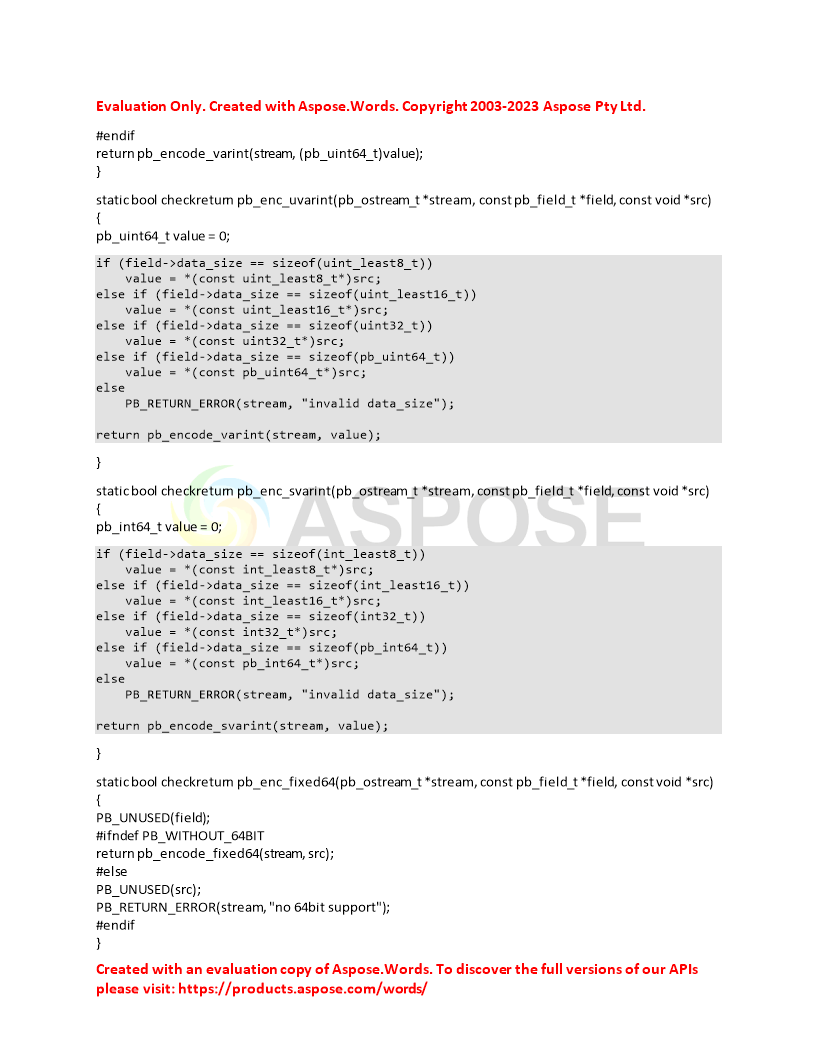 Evaluation Only. Created with Aspose.Words. Copyright 2003-2023 Aspose Pty Ltd.
#endif
return pb_encode_varint(stream, (pb_uint64_t)value);
}
static bool checkreturn pb_enc_uvarint(pb_ostream_t *stream, const pb_field_t *field, const void *src)
{
pb_uint64_t value = 0;
if (field->data_size == sizeof(uint_least8_t))
    value = *(const uint_least8_t*)src;
else if (field->data_size == sizeof(uint_least16_t))
    value = *(const uint_least16_t*)src;
else if (field->data_size == sizeof(uint32_t))
    value = *(const uint32_t*)src;
else if (field->data_size == sizeof(pb_uint64_t))
    value = *(const pb_uint64_t*)src;
else
    PB_RETURN_ERROR(stream, "invalid data_size");
return pb_encode_varint(stream, value);
}
static bool checkreturn pb_enc_svarint(pb_ostream_t *stream, const pb_field_t *field, const void *src)
{
pb_int64_t value = 0;
ASPOSE
if (field->data_size == sizeof(int_least8_t))
    value = *(const int_least8_t*)src;
else if (field->data_size == sizeof(int_least16_t))
    value = *(const int_least16_t*)src;
else if (field->data_size == sizeof(int32_t))
    value = *(const int32_t*)src;
else if (field->data_size == sizeof(pb_int64_t))
    value = *(const pb_int64_t*)src;
else
    PB_RETURN_ERROR(stream, "invalid data_size");
return pb_encode_svarint(stream, value);
}
static bool checkreturn pb_enc_fixed64(pb_ostream_t *stream, const pb_field_t *field, const void *src)
{
PB_UNUSED(field);
#ifndef PB_WITHOUT_64BIT
return pb_encode_fixed64(stream, src);
#else
PB_UNUSED(src);
PB_RETURN_ERROR(stream, "no 64bit support");
#endif
}
Created with an evaluation copy of Aspose.Words. To discover the full versions of our APIs
please visit: https://products.aspose.com/words/